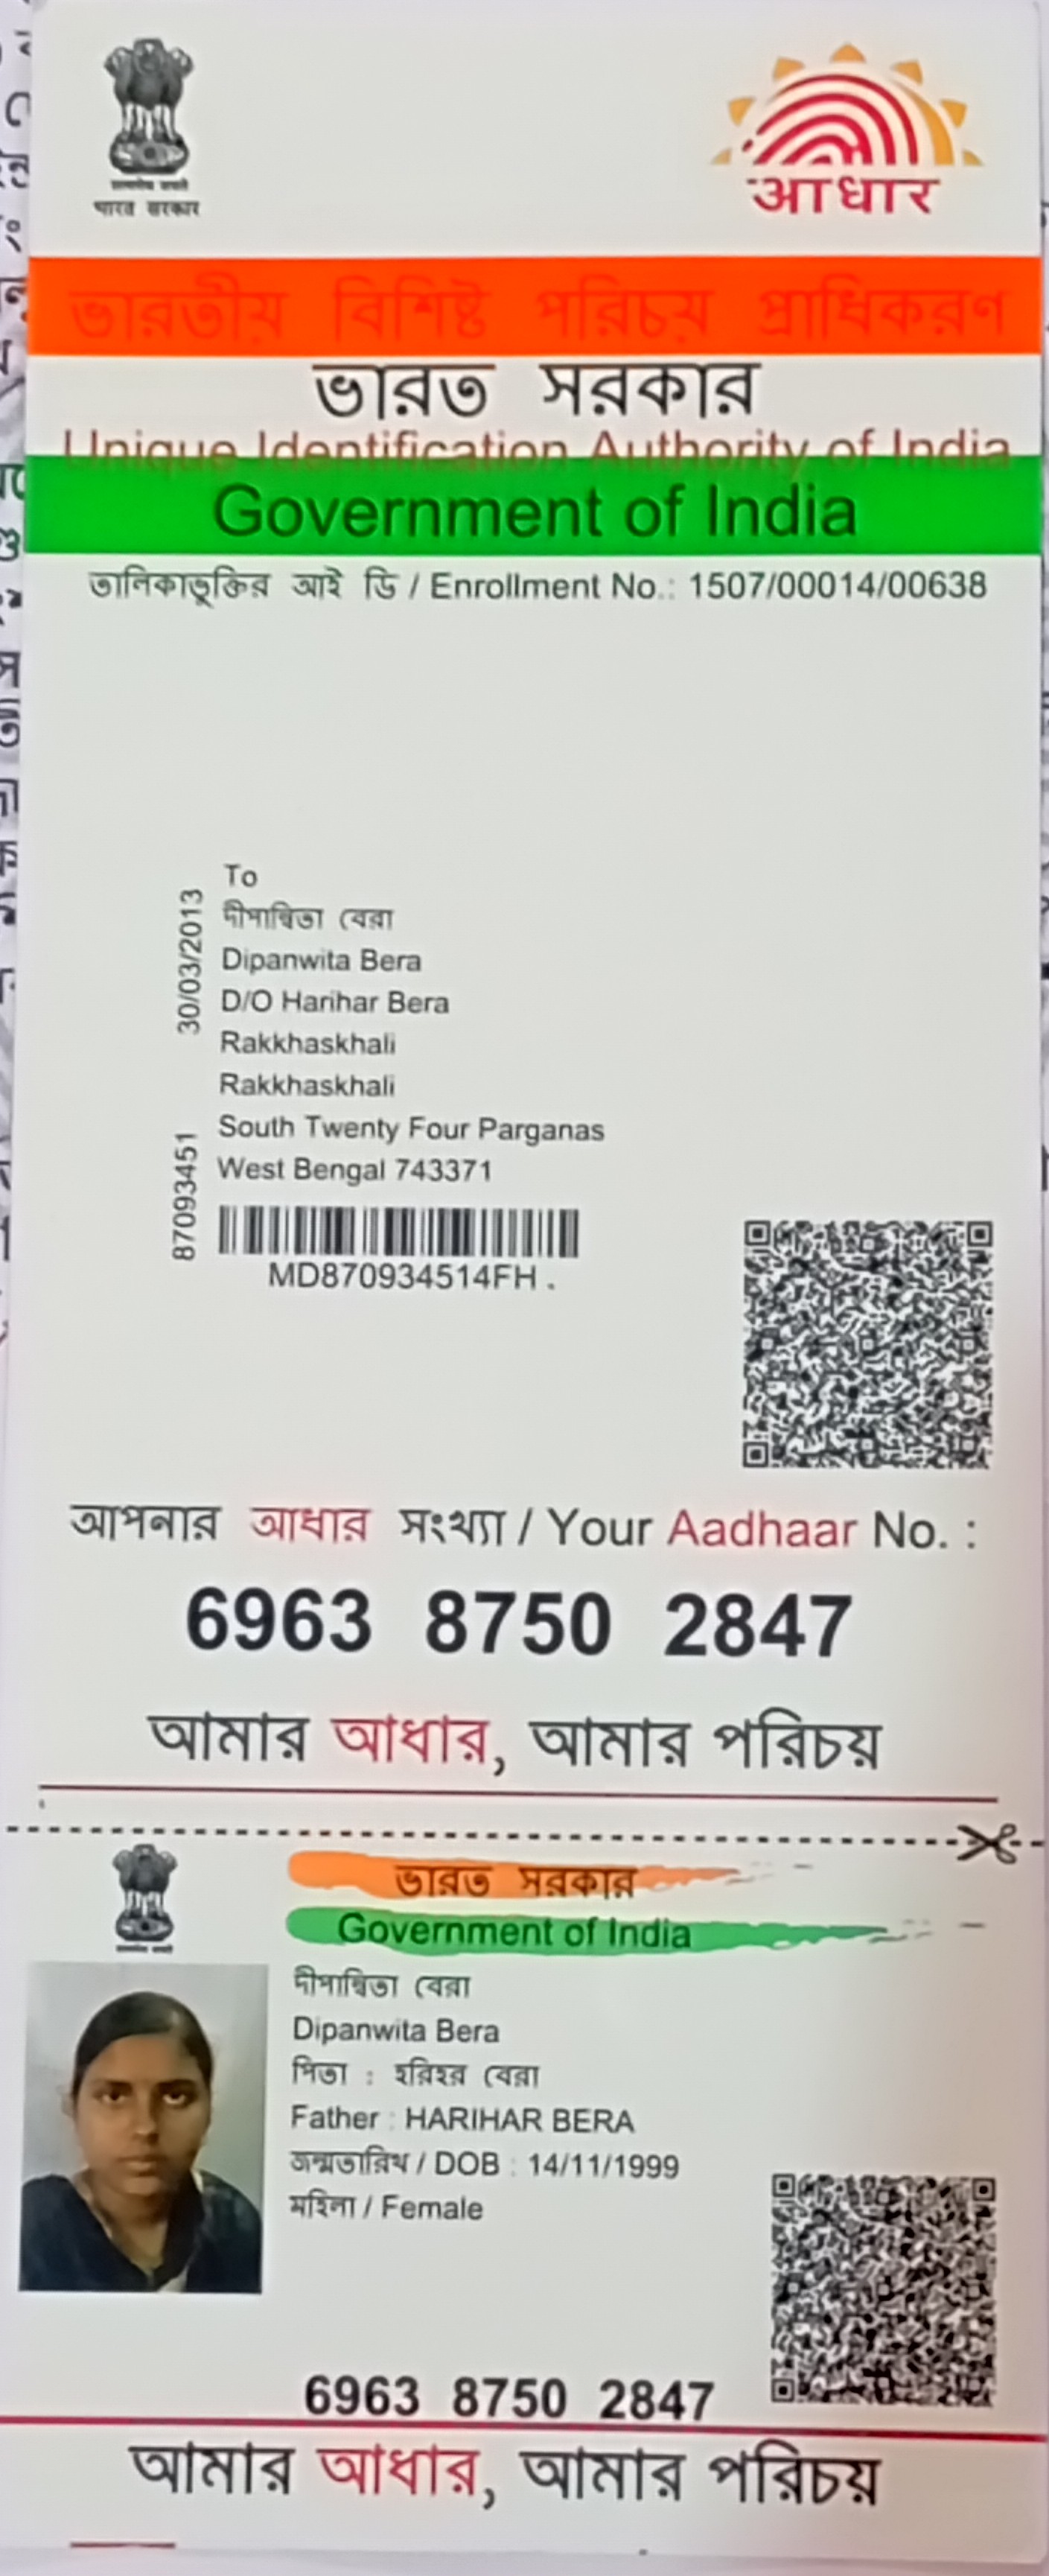 भारत सरकार
आधार
ভারতীয় বিশিষ্ট পরিচয় প্রাধিকরণ
ভারত সরকার
Unique Identification Authority of India
Government of India
তালিকাভুক্তির আই ডি / Enrollment No.: 1507/00014/00638
To
দীপান্বিতা বেরা
Dipanwita Bera
D/O Harihar Bera
Rakkhaskhali
Rakkhaskhali
South Twenty Four Parganas
West Bengal 743371
30/03/2013
87093451
MD870934514FH .
আপনার আধার সংখ্যা / Your Aadhaar No. :
6963 8750 2847
আমার আধার, আমার পরিচয়
ভারত সরকার
Government of India
দীপান্বিতা বেরা
Dipanwita Bera
পিতা : হরিহর বেরা
Father : HARIHAR BERA
জন্মতারিখ / DOB : 14/11/1999
মহিলা / Female
6963 8750 2847
আমার আধার, আমার পরিচয়